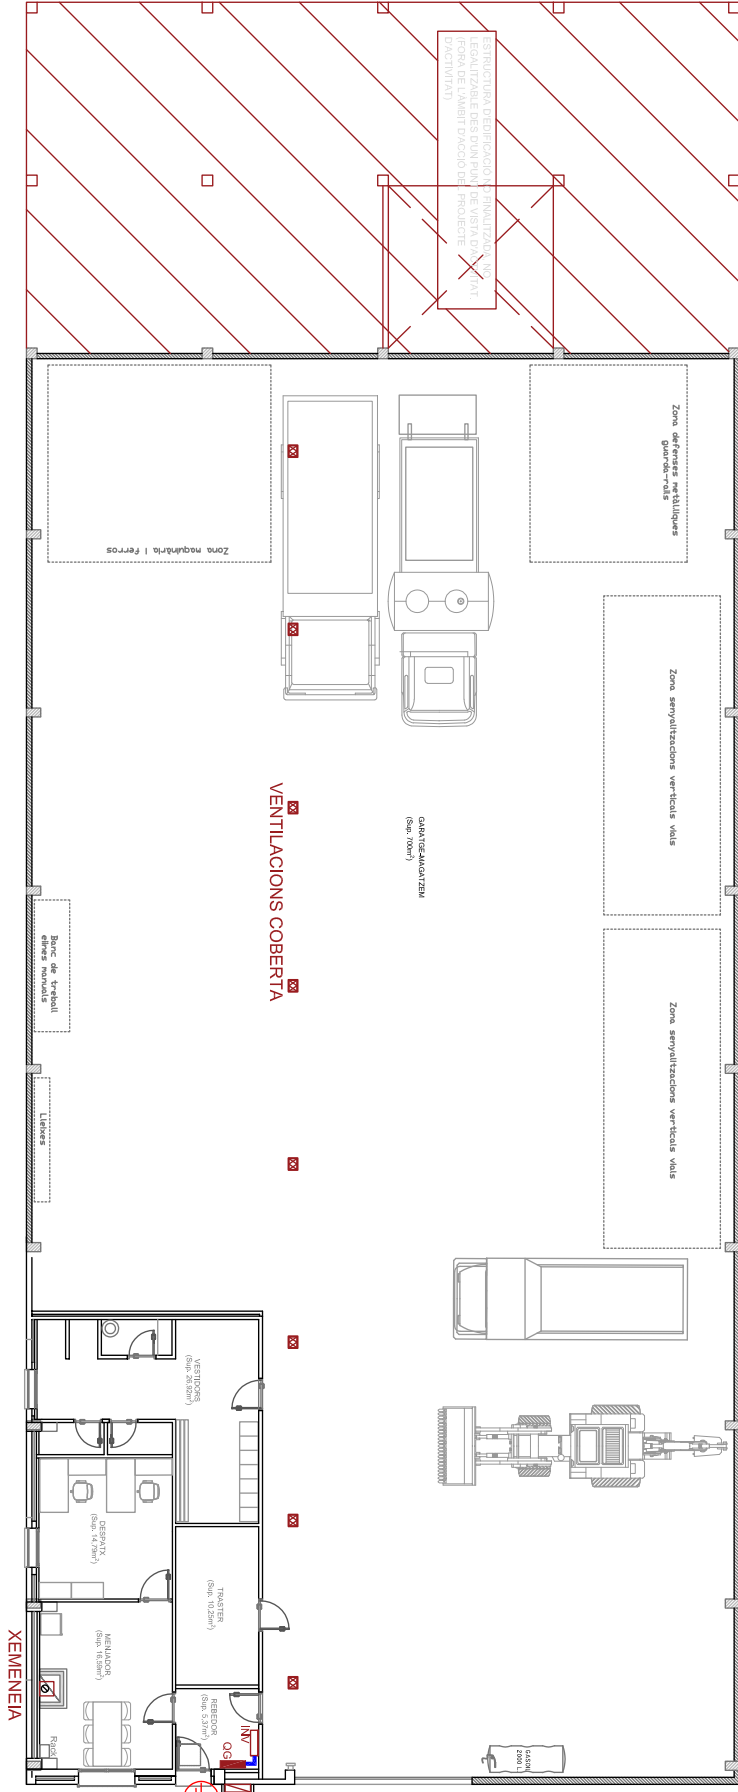 ESTRUCTURA D'EDIFICACIÓ NO FINALITZADA, NO
LEGALITZABLE DES D'UN PUNT DE VISTA D'ACTIVITAT.
(FORA DE L'ÀMBIT D'ACCIÓ DEL PROJECTE
D'ACTIVITAT)
Zona defenses metàl·liques
guarda-rails
Zona maquinària i ferros
Zona senyalitzacions verticals vials
GARATGE-MAGATZEM
(Sup. 700m²)
VENTILACIONS COBERTA
Banc de treball
eines manuals
Zona senyalitzacions verticals vials
Lleixes
VESTIDORS
(Sup. 26,92m²)
DESPATX
(Sup. 14,79m²)
TRASTER
(Sup. 10,25m²)
MENJADOR
(Sup. 16,58m²)
REBEDOR
(Sup. 5,37m²)
XEMENEIA
Rack
INV
QG
GASOIL
2000 L